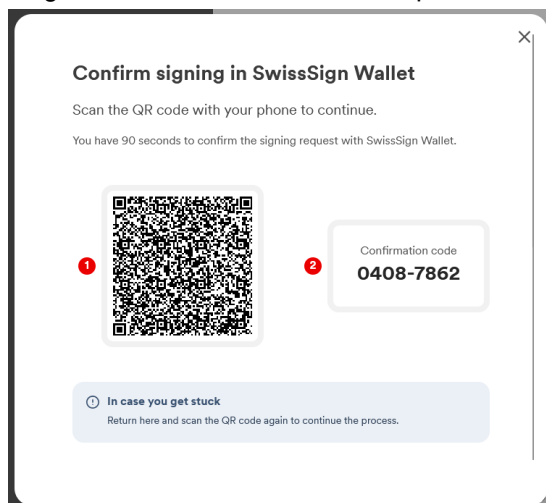 Confirm signing in SwissSign Wallet
Scan the QR code with your phone to continue.
You have 90 seconds to confirm the signing request with SwissSign Wallet.
1
2
Confirmation code
0408-7862
In case you get stuck
Return here and scan the QR code again to continue the process.